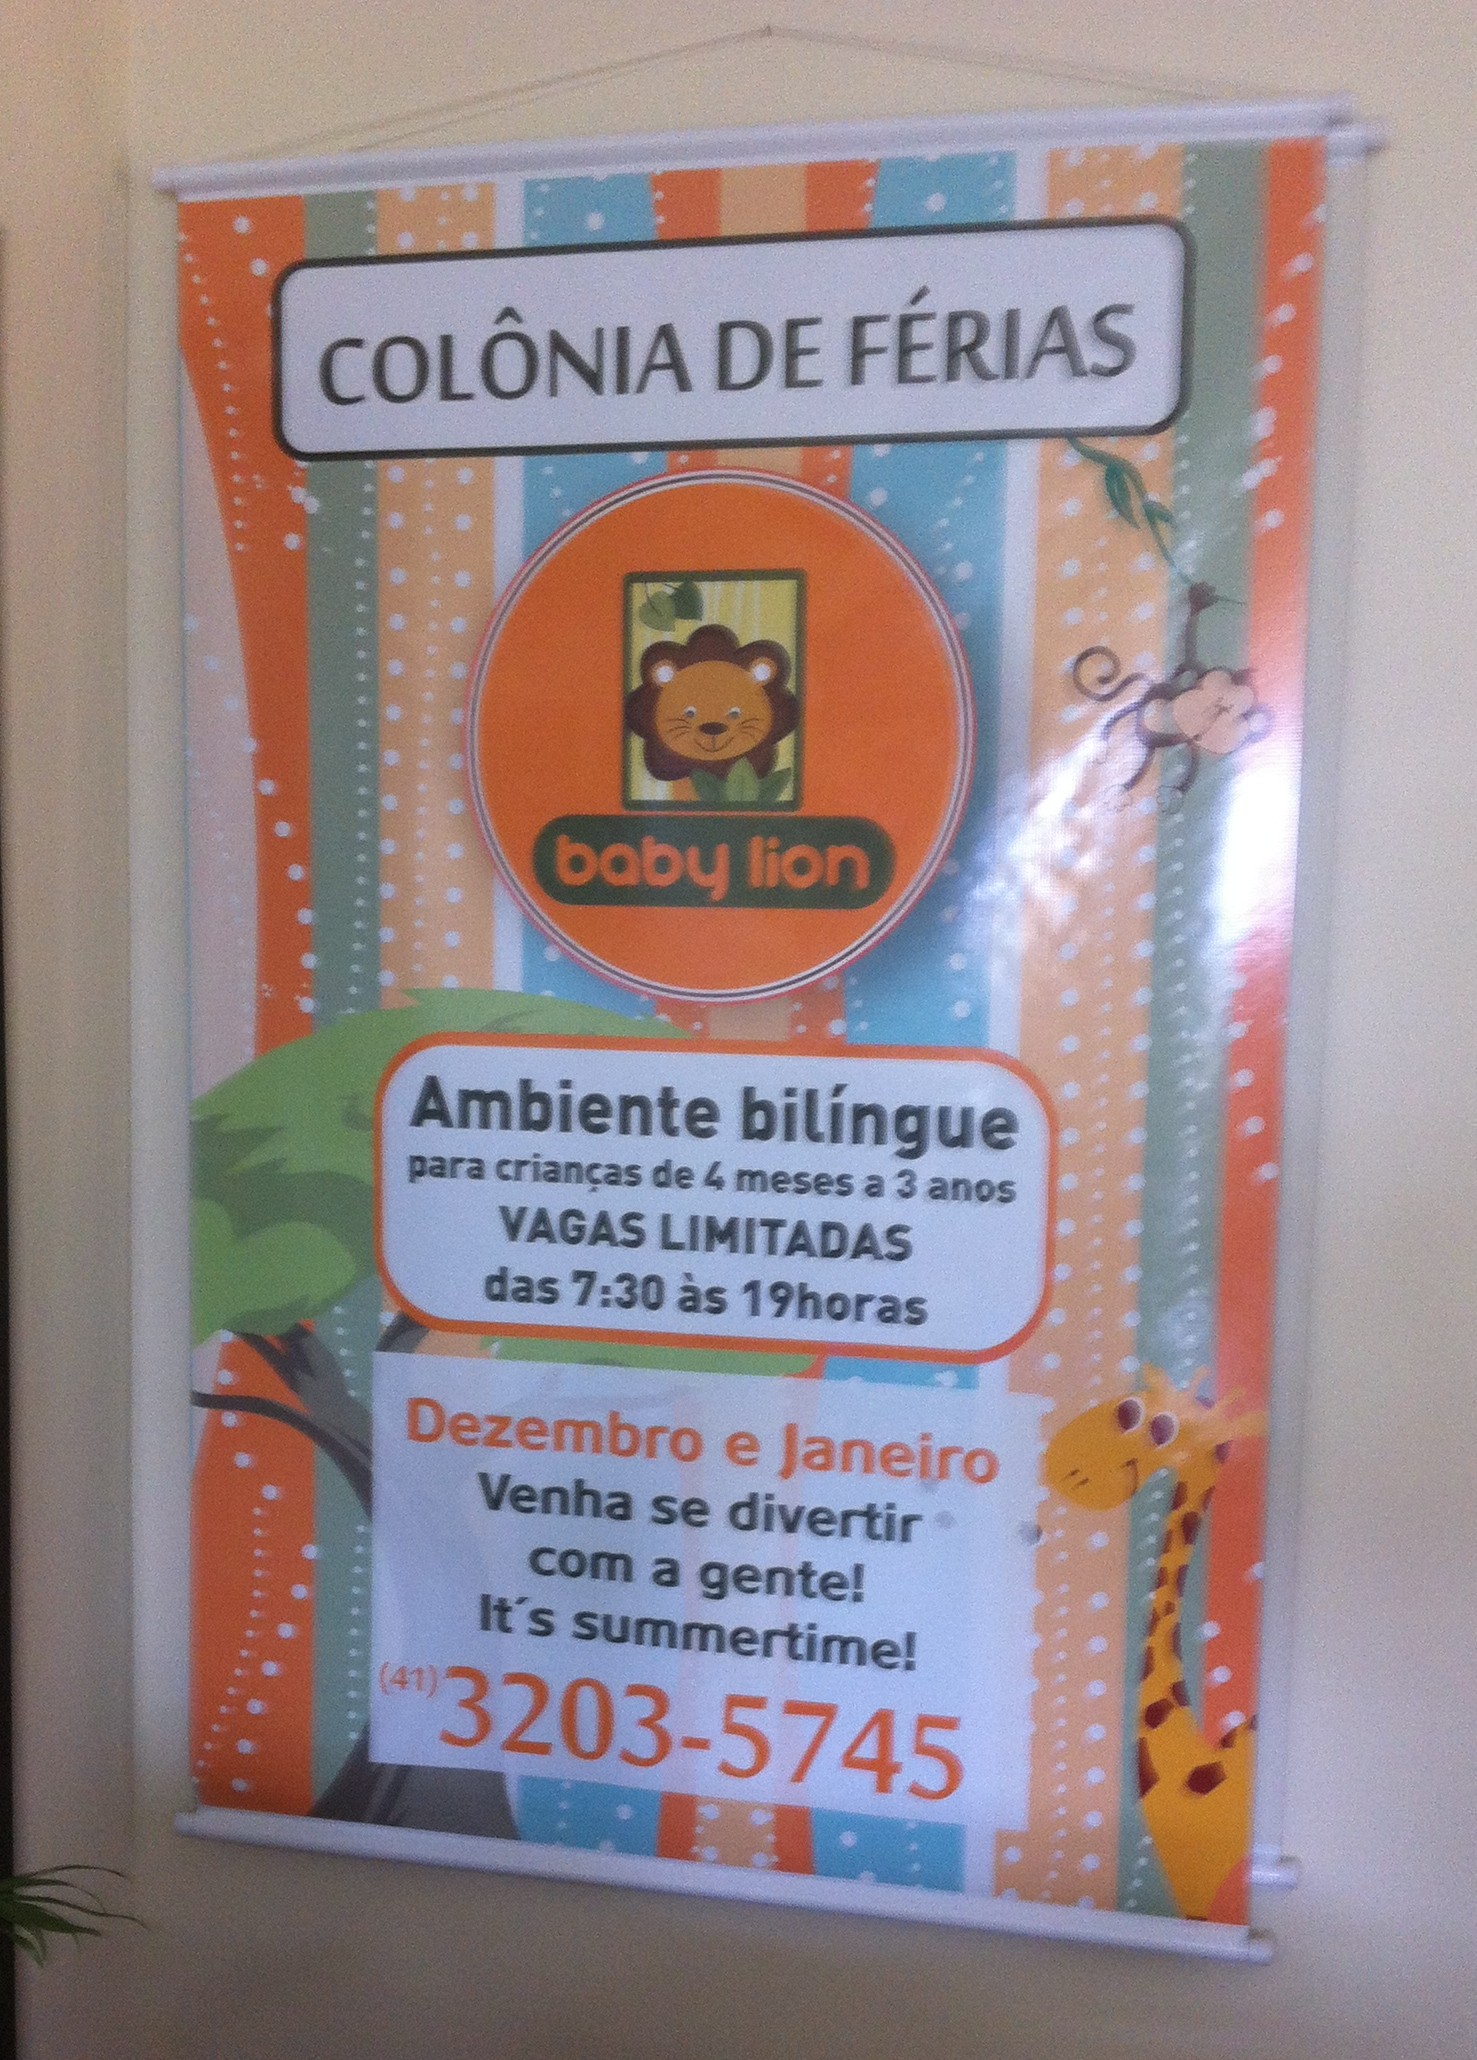 COLÔNIA DE FÉRIAS
baby lion
Ambiente bilíngue
para crianças de 4 meses a 3 anos
VAGAS LIMITADAS
das 7:30 às 19horas
Dezembro e Janeiro
Venha se divertir
com a gente!
It´s summertime!
(41) 3203-5745